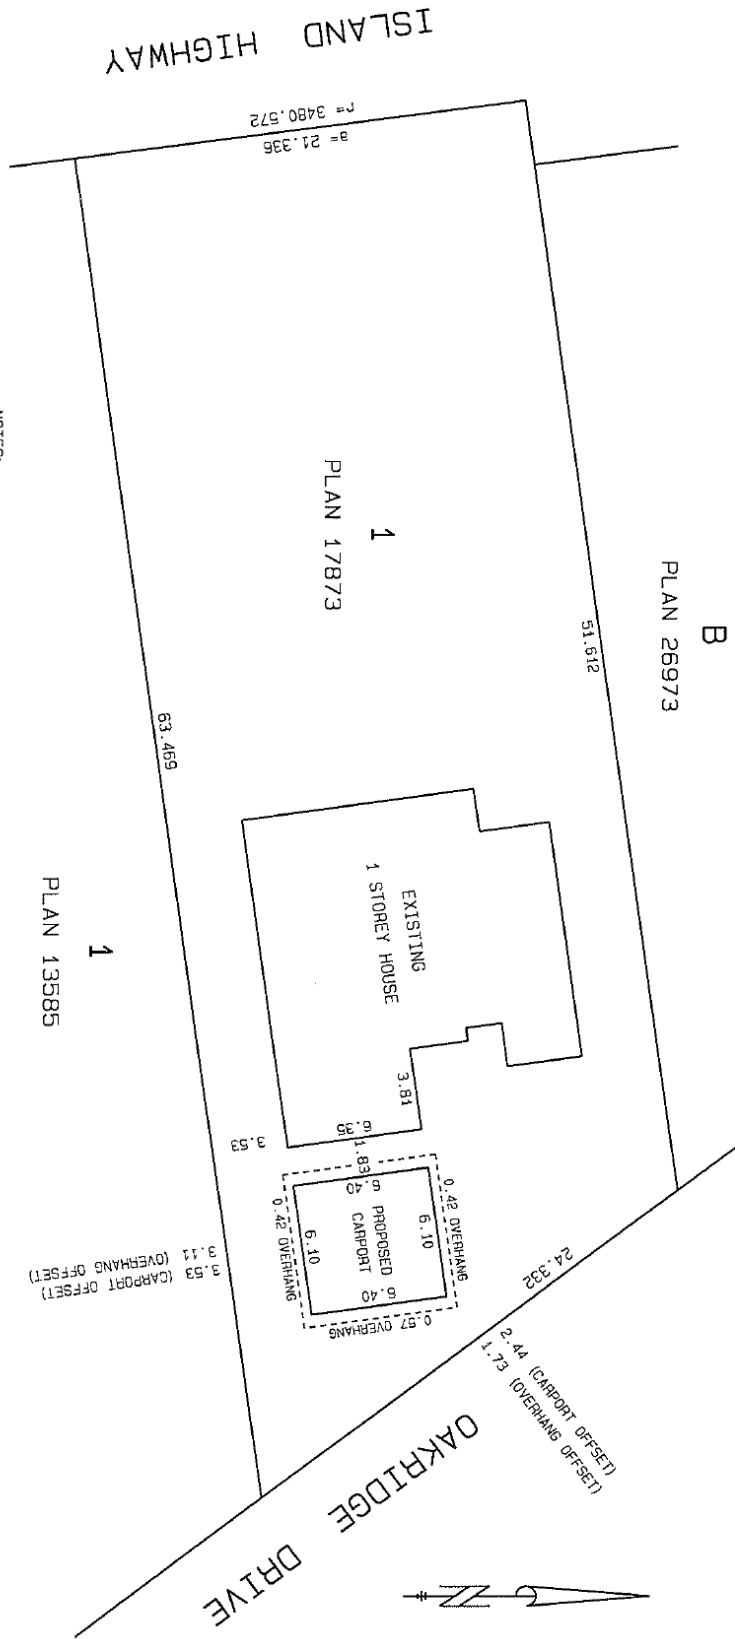 ISLAND HIGHWAY
r= 3480.572
a= 21.336
1
PLAN 17873
B
PLAN 26973
51.612
63.469
1
PLAN 13585
EXISTING
1 STOREY HOUSE
3.81
6.35
3.53
1.83
6.40
0.42 OVERHANG
6.10
PROPOSED
CARPORT
6.10
0.42 OVERHANG
6.40
0.57 OVERHANG
3.53 (CARPORT OFFSET)
3.11 (OVERHANG OFFSET)
24.332
2.44 (CARPORT OFFSET)
1.73 (OVERHANG OFFSET)
OAKRIDGE DRIVE
N